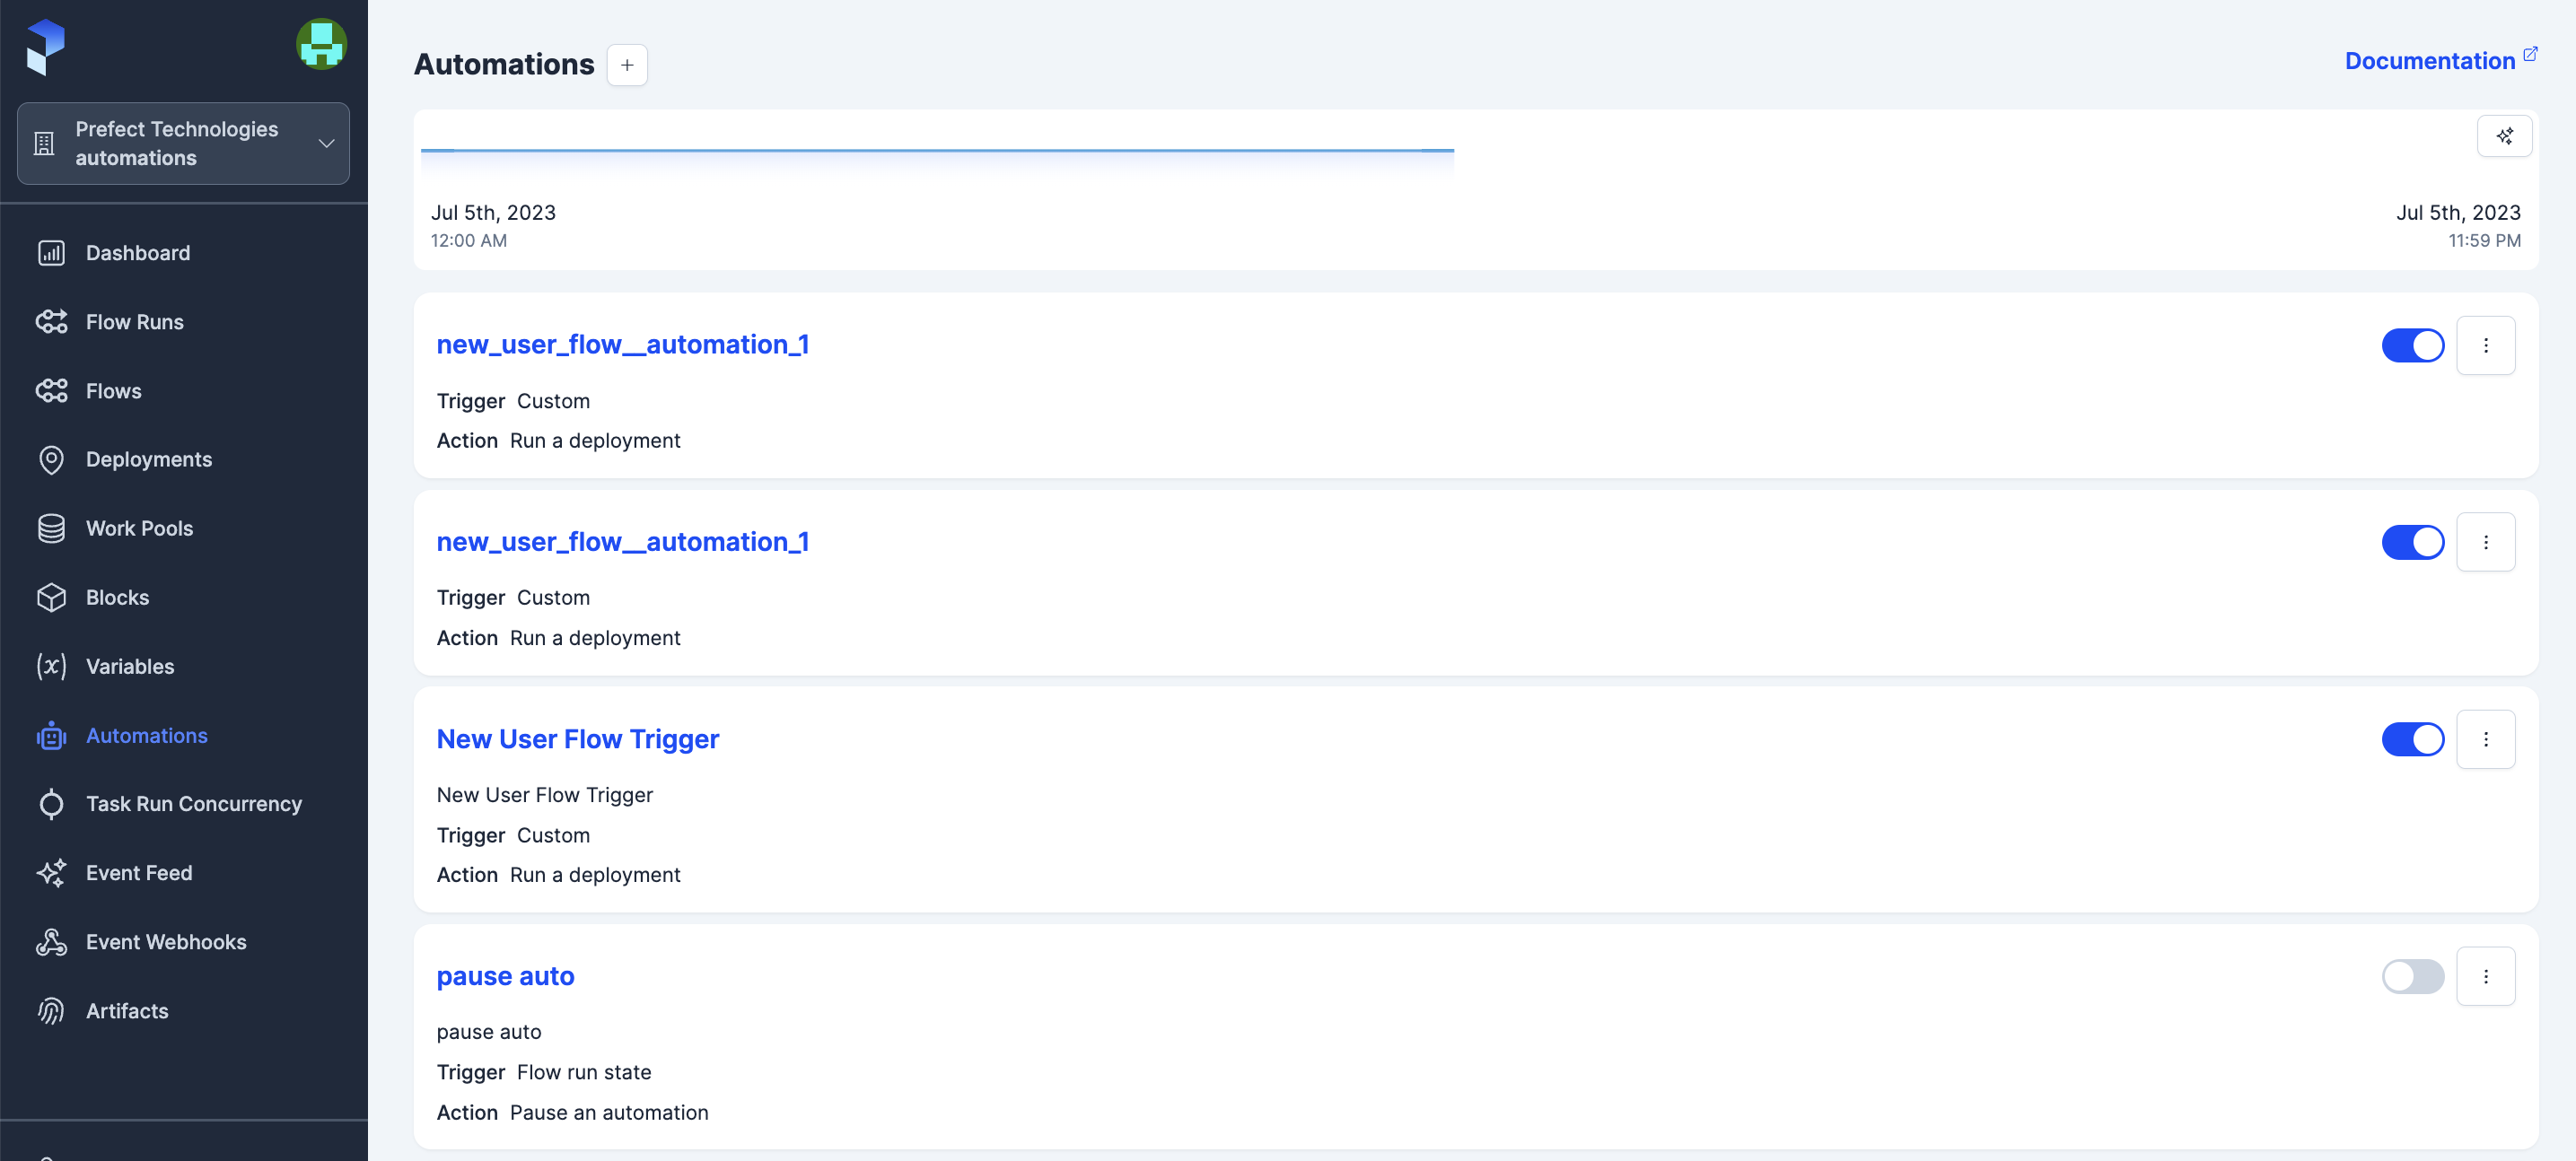 Prefect Technologies
automations
Dashboard
Flow Runs
Flows
Deployments
Work Pools
Blocks
Variables
Automations
Task Run Concurrency
Event Feed
Event Webhooks
Artifacts
Automations
Documentation
Jul 5th, 2023
12:00 AM
Jul 5th, 2023
11:59 PM
new_user_flow__automation_1
Trigger Custom
Action Run a deployment
new_user_flow__automation_1
Trigger Custom
Action Run a deployment
New User Flow Trigger
New User Flow Trigger
Trigger Custom
Action Run a deployment
pause auto
pause auto
Trigger Flow run state
Action Pause an automation